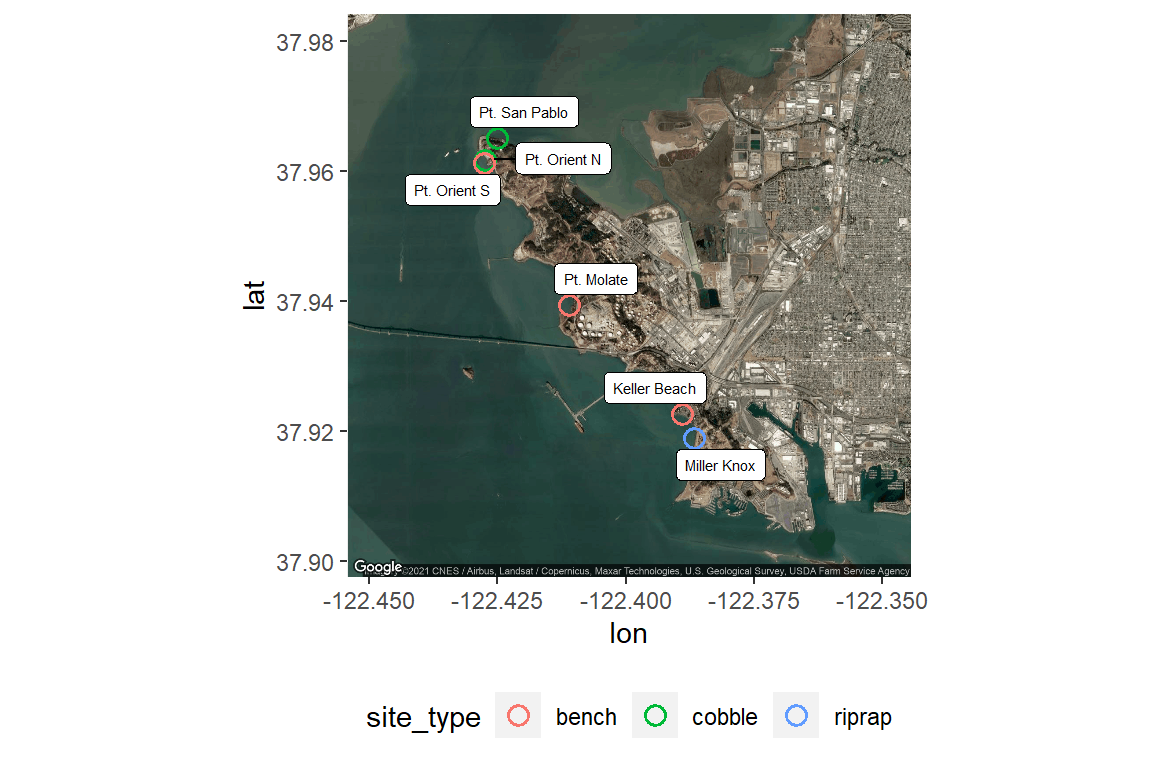 37.98
37.96
37.94
37.92
37.90
lat
Pt. San Pablo
Pt. Orient N
Pt. Orient S
Pt. Molate
Keller Beach
Miller Knox
Google
©2021 CNES / Airbus, Landsat / Copernicus, Maxar Technologies, U.S. Geological Survey, USDA Farm Service Agency
-122.450 -122.425 -122.400 -122.375 -122.350
lon
site_type bench cobble riprap